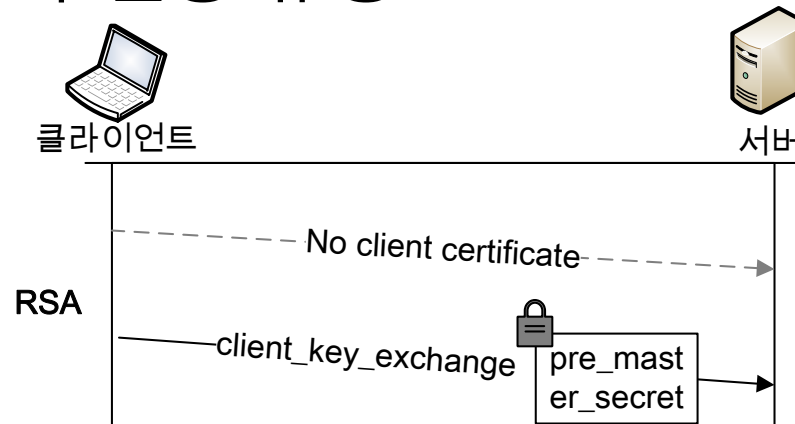 클라이언트
서버
No client certificate
RSA
client_key_exchange
pre_mast
er_secret